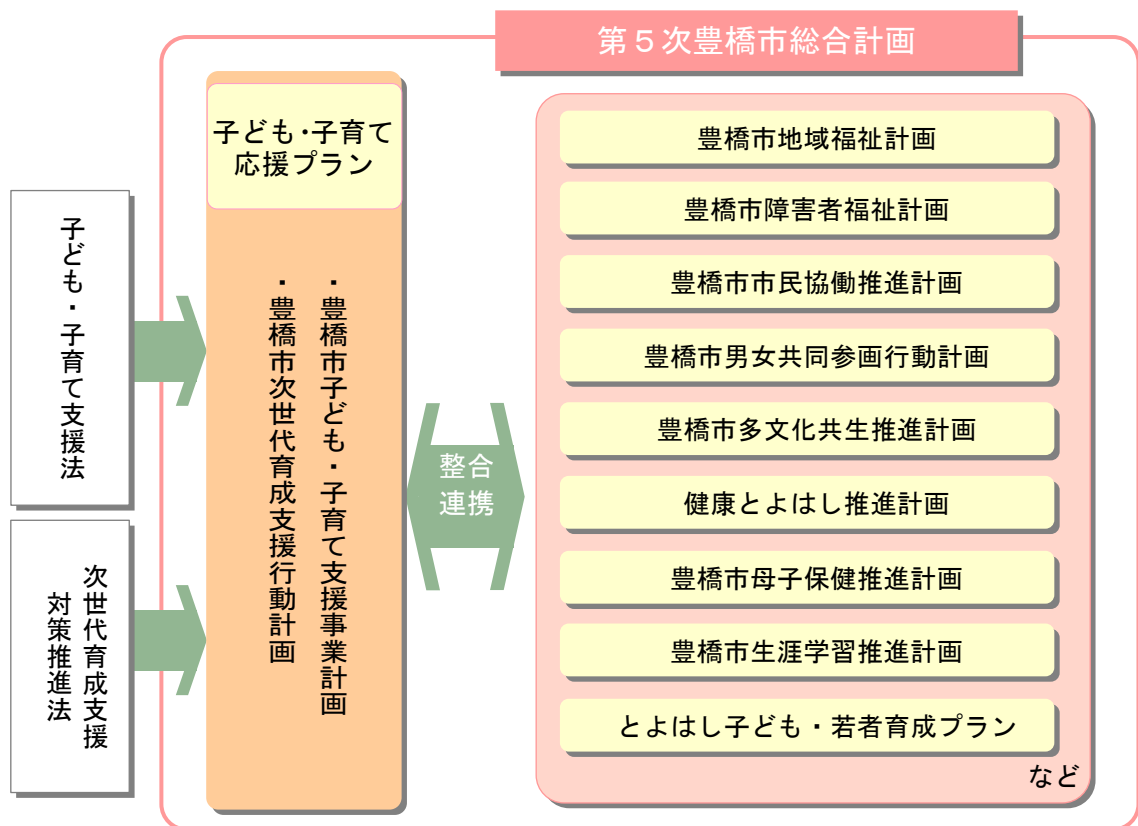 第５次豊橋市総合計画
子ども・子育て
応援プラン
・豊橋市子ども・子育て支援事業計画
・豊橋市次世代育成支援行動計画
子ども・子育て支援法
次世代育成支援
対策推進法
整合
連携
豊橋市地域福祉計画
豊橋市障害者福祉計画
豊橋市市民協働推進計画
豊橋市男女共同参画行動計画
豊橋市多文化共生推進計画
健康とよはし推進計画
豊橋市母子保健推進計画
豊橋市生涯学習推進計画
とよはし子ども・若者育成プラン
など